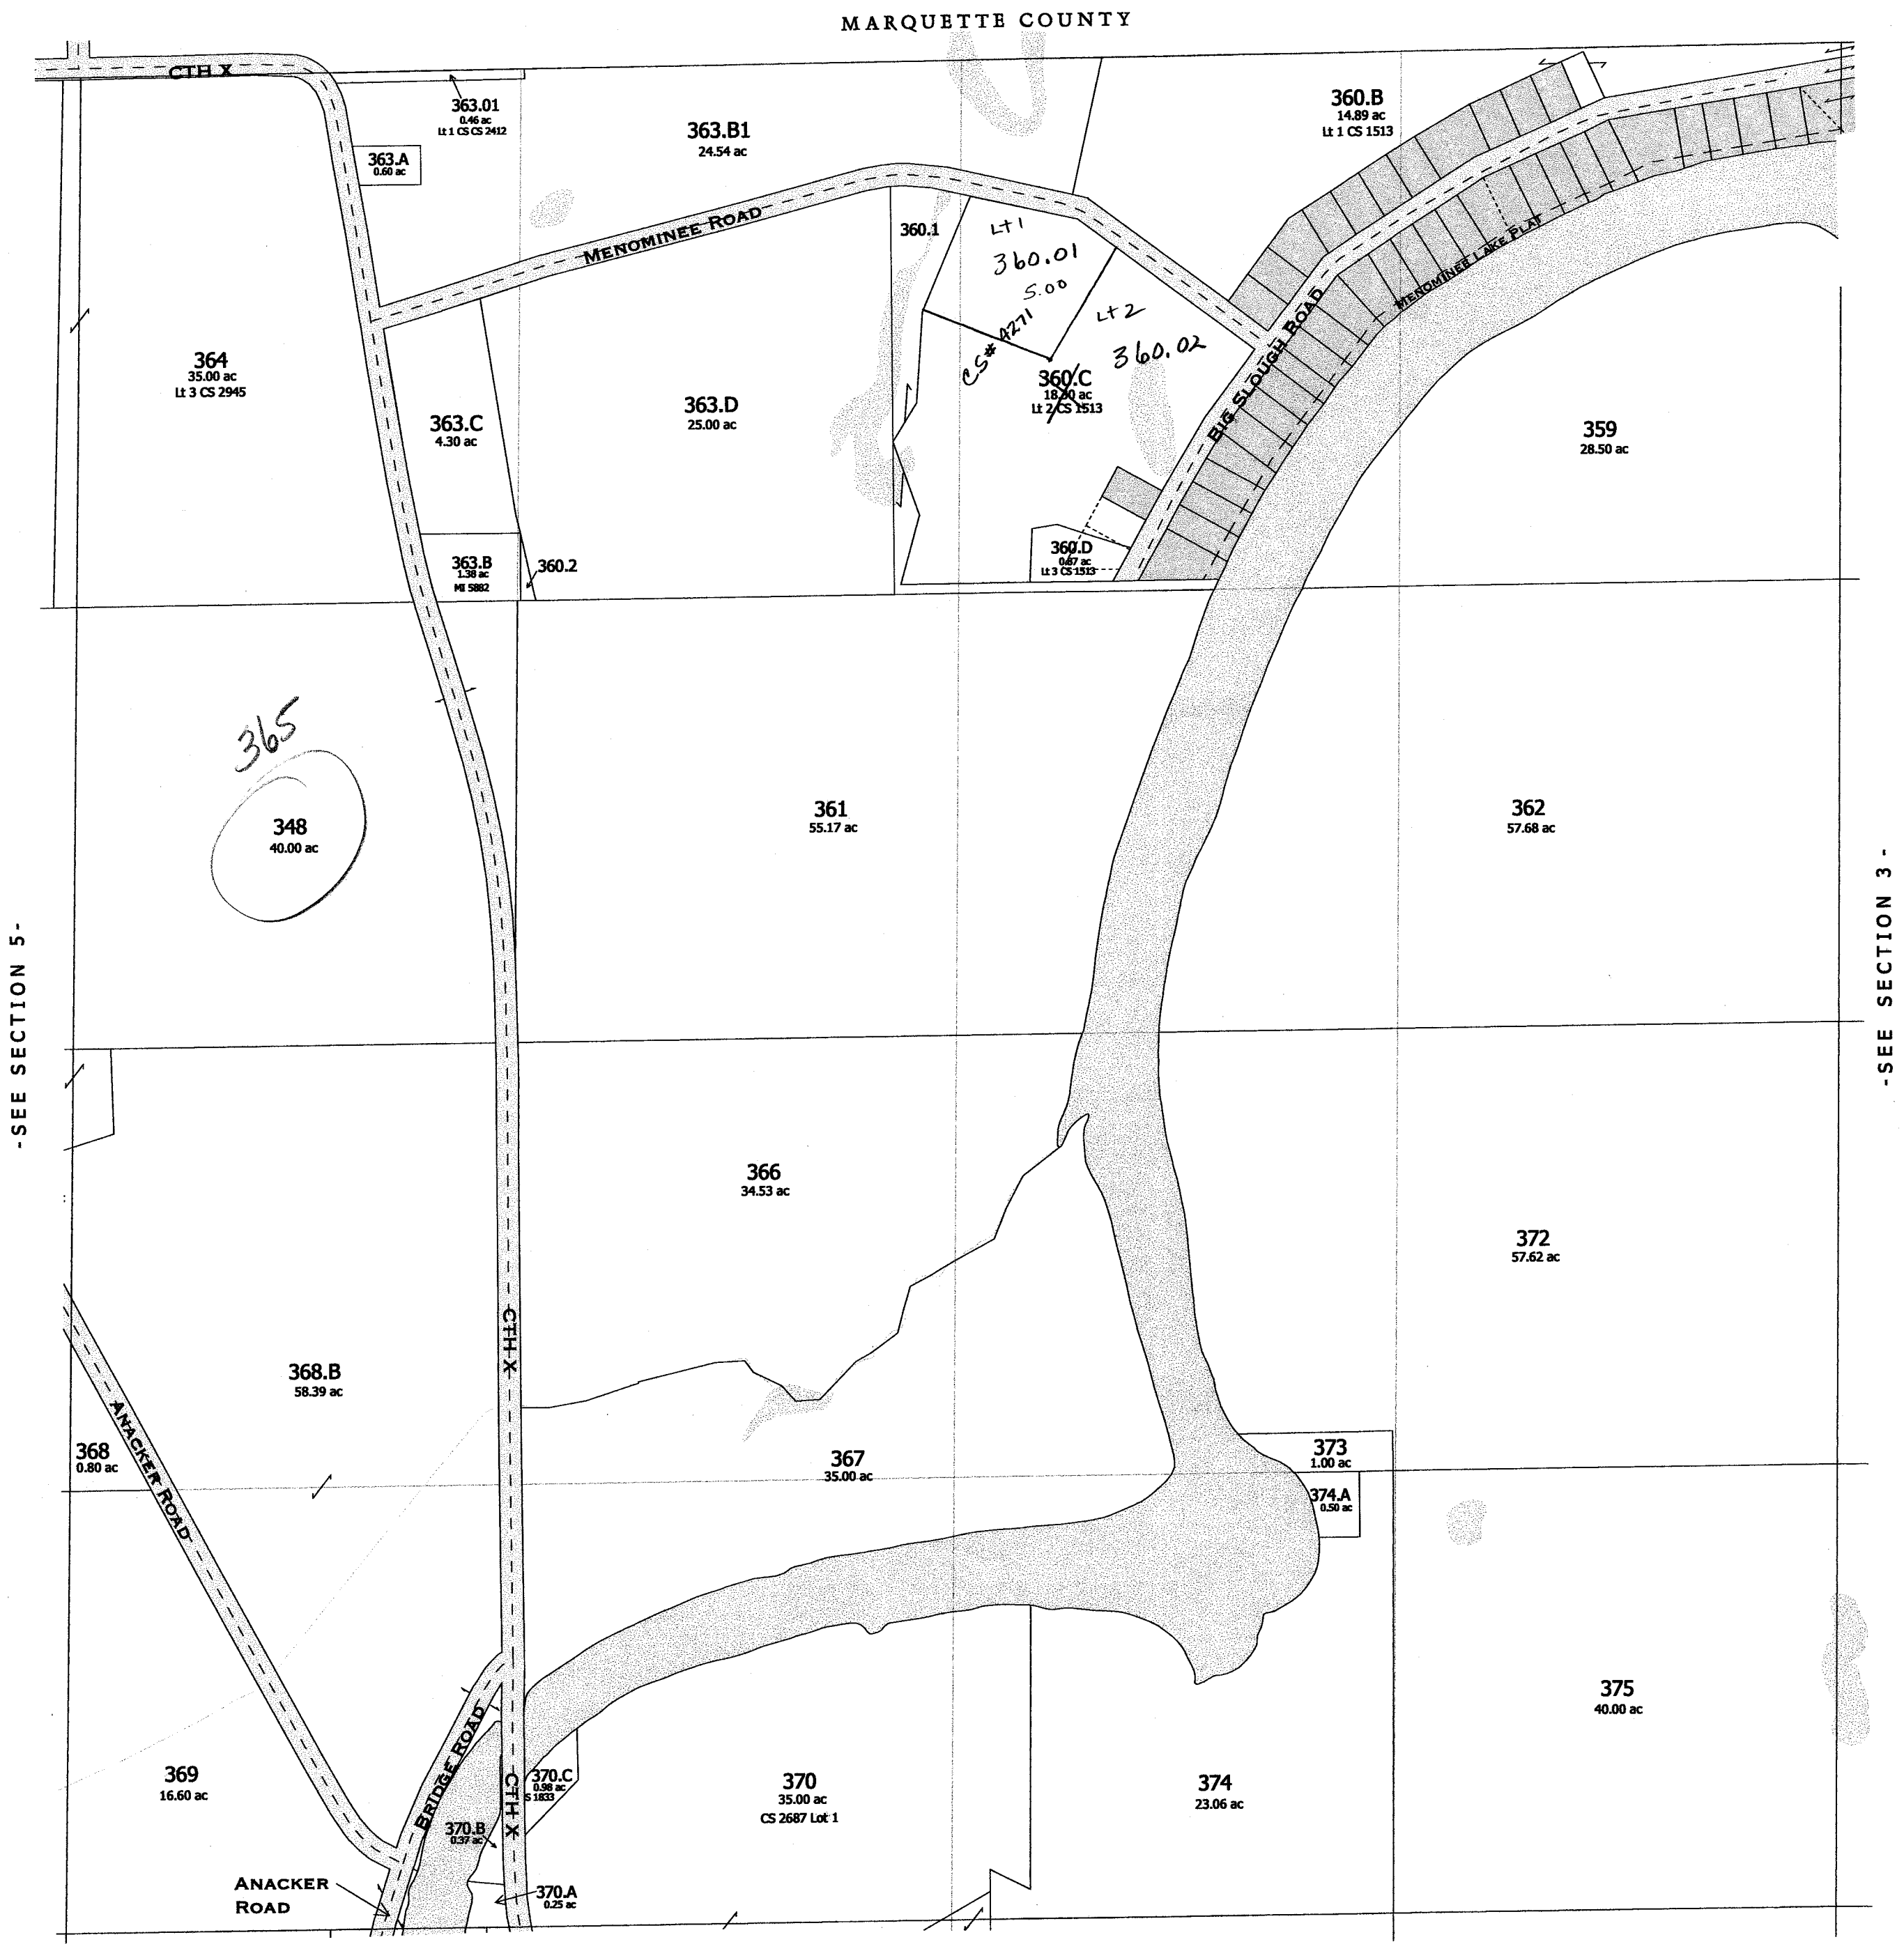 MARQUETTE COUNTY
CTH X
363.01
0.46 ac
Lt 1 CS CS 2412
363.B1
24.54 ac
360.B
14.89 ac
Lt 1 CS 1513
363.A
0.60 ac
MENOMINEE ROAD
360.1
Lt 1
360.01
5.00
CS# 4271
Lt 2
360.02
MENOMINEE LAKE PLAT
BIG SLOUGH ROAD
364
35.00 ac
Lt 3 CS 2945
363.C
4.30 ac
363.D
25.00 ac
360.C
18.30 ac
Lt 2 CS 1513
359
28.50 ac
363.B
1.38 ac
MI 5882
360.2
360.D
0.87 ac
Lt 3 CS 1513
365
348
40.00 ac
361
55.17 ac
362
57.68 ac
-SEE SECTION 5-
-SEE SECTION 3-
366
34.53 ac
372
57.62 ac
CTH X
368.B
58.39 ac
ANACKER ROAD
368
0.80 ac
367
35.00 ac
373
1.00 ac
374.A
0.50 ac
375
40.00 ac
369
16.60 ac
BRIDGE ROAD
CTH X
370.C
0.98 ac
S 1833
370
35.00 ac
CS 2687 Lot 1
374
23.06 ac
370.B
0.37 ac
370.A
0.25 ac
ANACKER
ROAD